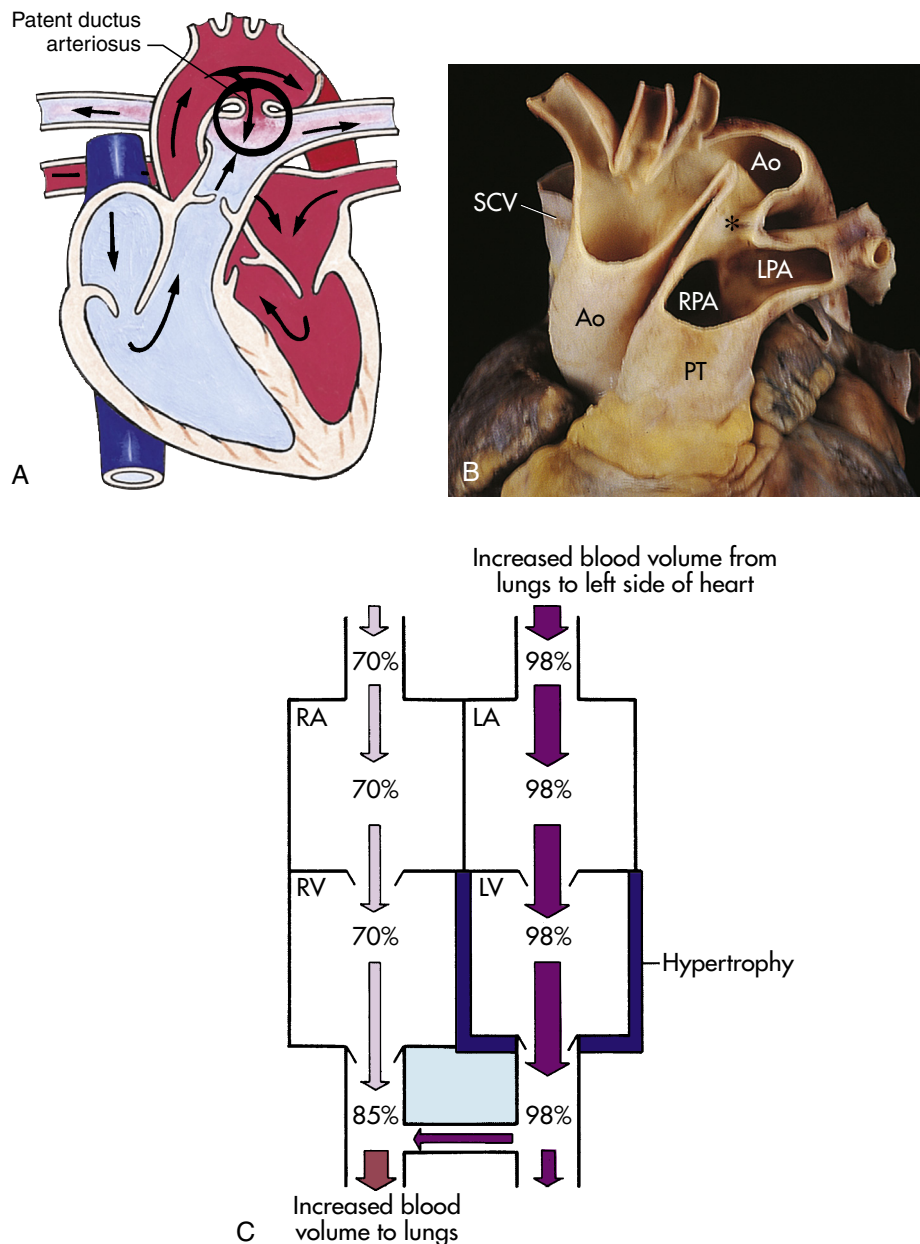 Patent ductus
arteriosus
A
SCV
Ao
Ao
*
LPA
RPA
PT
B
Increased blood volume from
lungs to left side of heart
70%
98%
RA
LA
70%
98%
RV
LV
70%
98%
Hypertrophy
85%
98%
Increased blood
volume to lungs
C